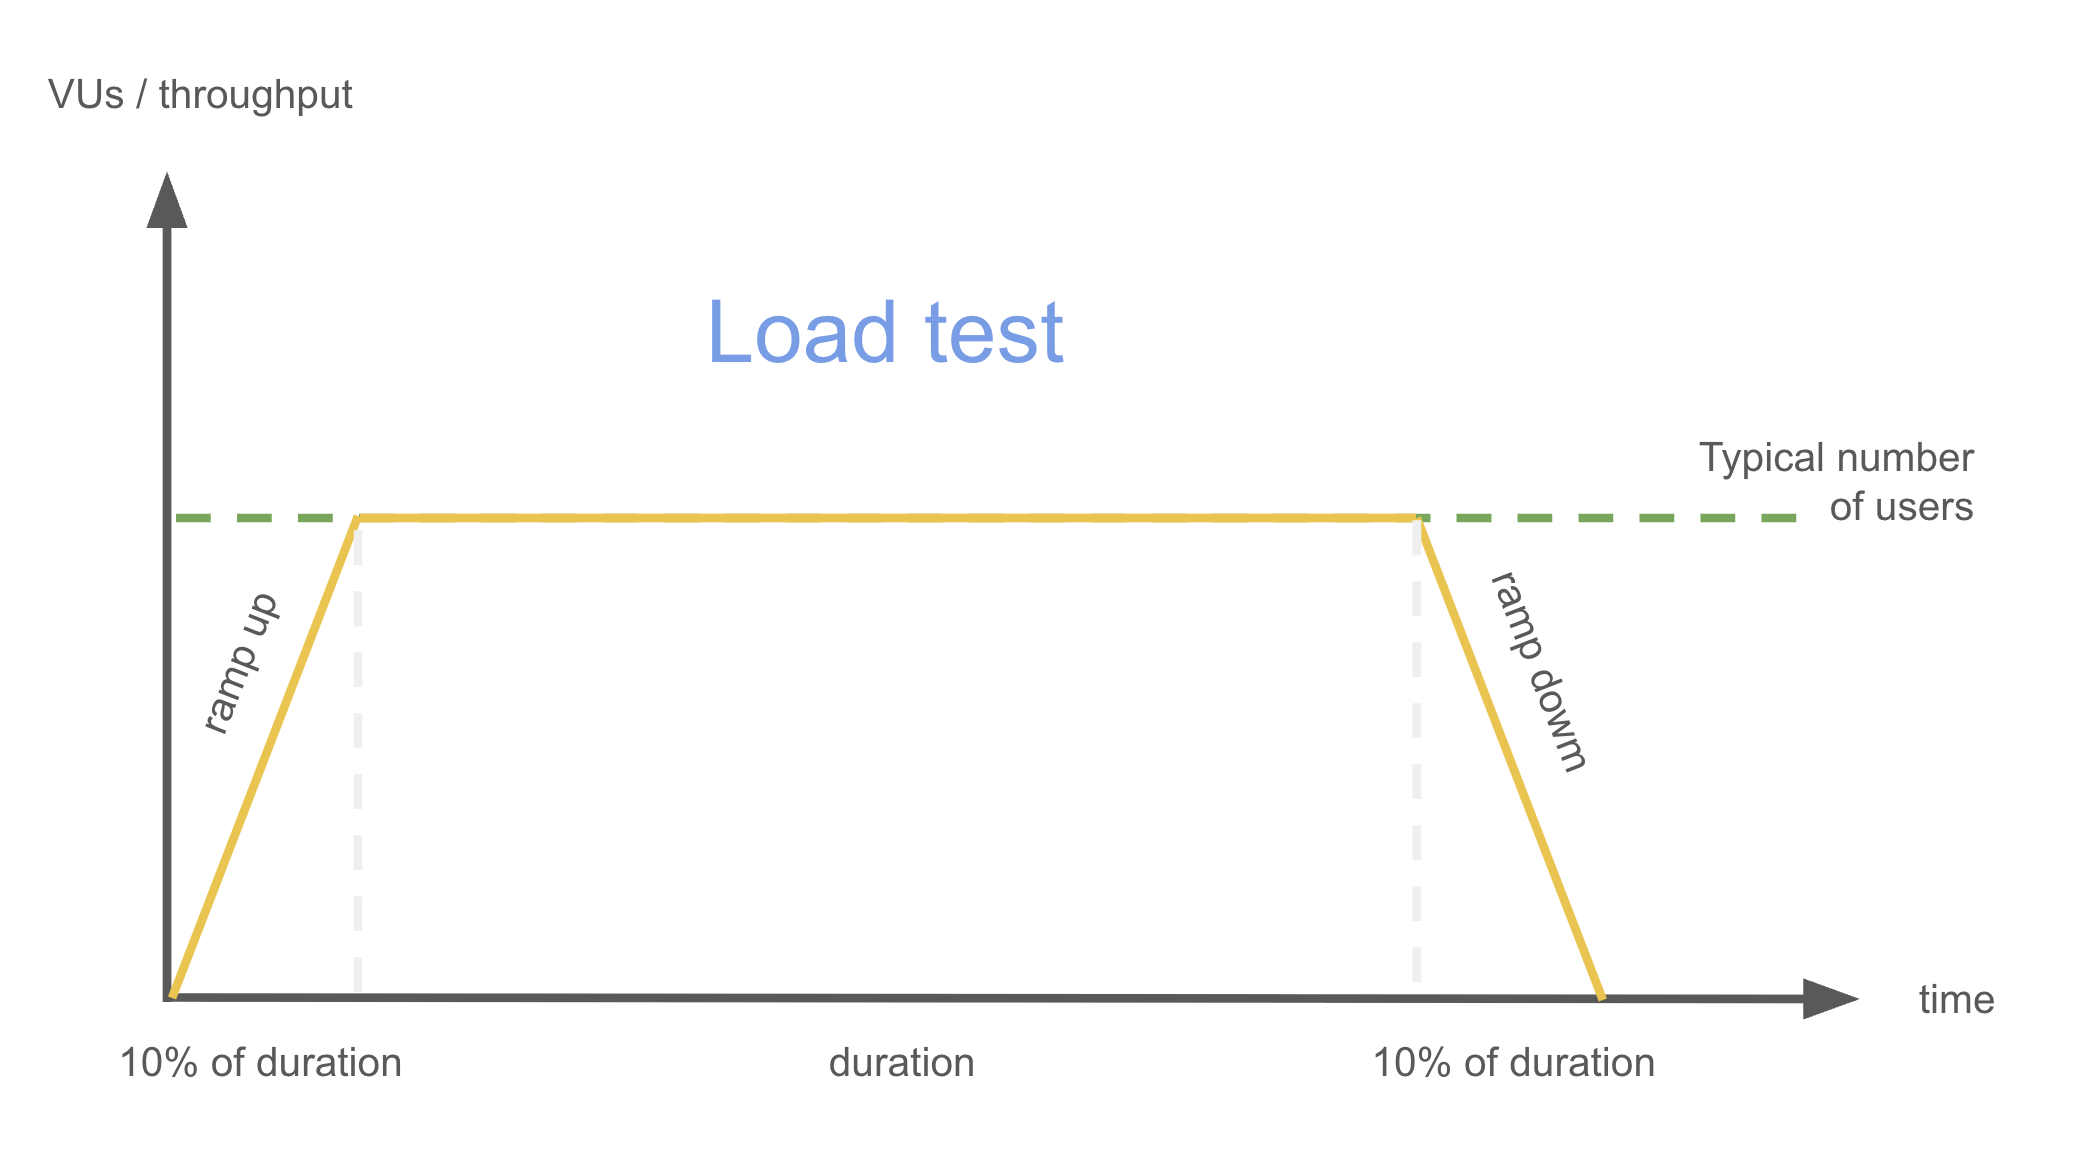 VUs / throughput
Load test
Typical number
of users
ramp up
ramp down
time
10% of duration
duration
10% of duration